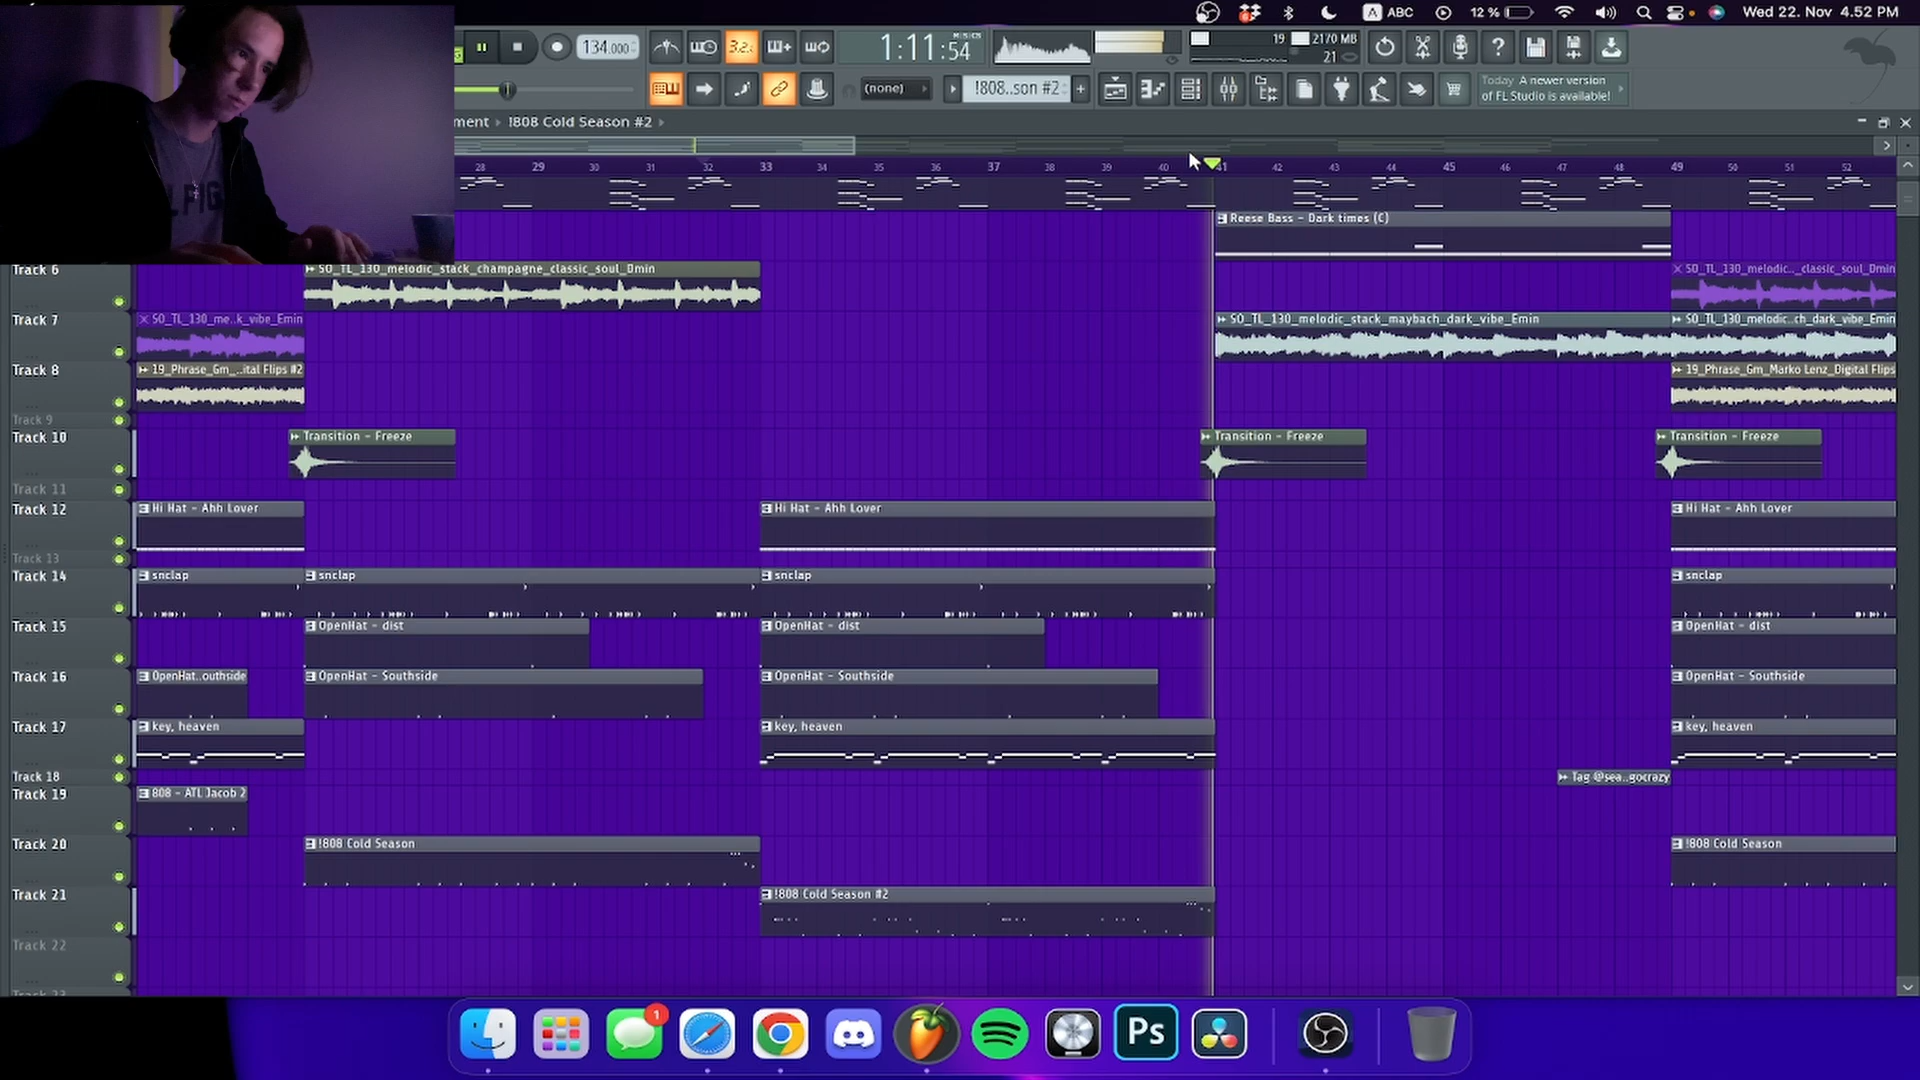 ABC
12 %
Wed 22. Nov 4.52 PM
134.000
3.2.
1:11:54
M:S:CS
19
2170 MB
21
(none)
!808..son #2
Today A newer version
of FL Studio is available!
ment › !808 Cold Season #2 ›
28 29 30 31 32 33 34 35 36 37 38 39 40 41 42 43 44 45 46 47 48 49 50 51 52
Reese Bass - Dark times (C)
Track 6
SO_TL_130_melodic_stack_champagne_classic_soul_Dmin
SO_TL_130_melodic..._classic_soul_Dmin
Track 7
SO_TL_130_me..k_vibe_Emin
SO_TL_130_melodic_stack_maybach_dark_vibe_Emin
SO_TL_130_melodic..ch_dark_vibe_Emin
Track 8
19_Phrase_Gm_...ital Flips #2
19_Phrase_Gm_Marko Lenz_Digital Flips
Track 9
Track 10
Transition - Freeze
Transition - Freeze
Transition - Freeze
Track 11
Track 12
Hi Hat - Ahh Lover
Hi Hat - Ahh Lover
Hi Hat - Ahh Lover
Track 13
Track 14
snclap
snclap
snclap
snclap
Track 15
OpenHat - dist
OpenHat - dist
OpenHat - dist
Track 16
OpenHat..outhside
OpenHat - Southside
OpenHat - Southside
OpenHat - Southside
Track 17
key, heaven
key, heaven
key, heaven
Track 18
Tag @sea..gocrazy
Track 19
808 - ATL Jacob 2
Track 20
!808 Cold Season
!808 Cold Season
Track 21
!808 Cold Season #2
Track 22
1
Ps